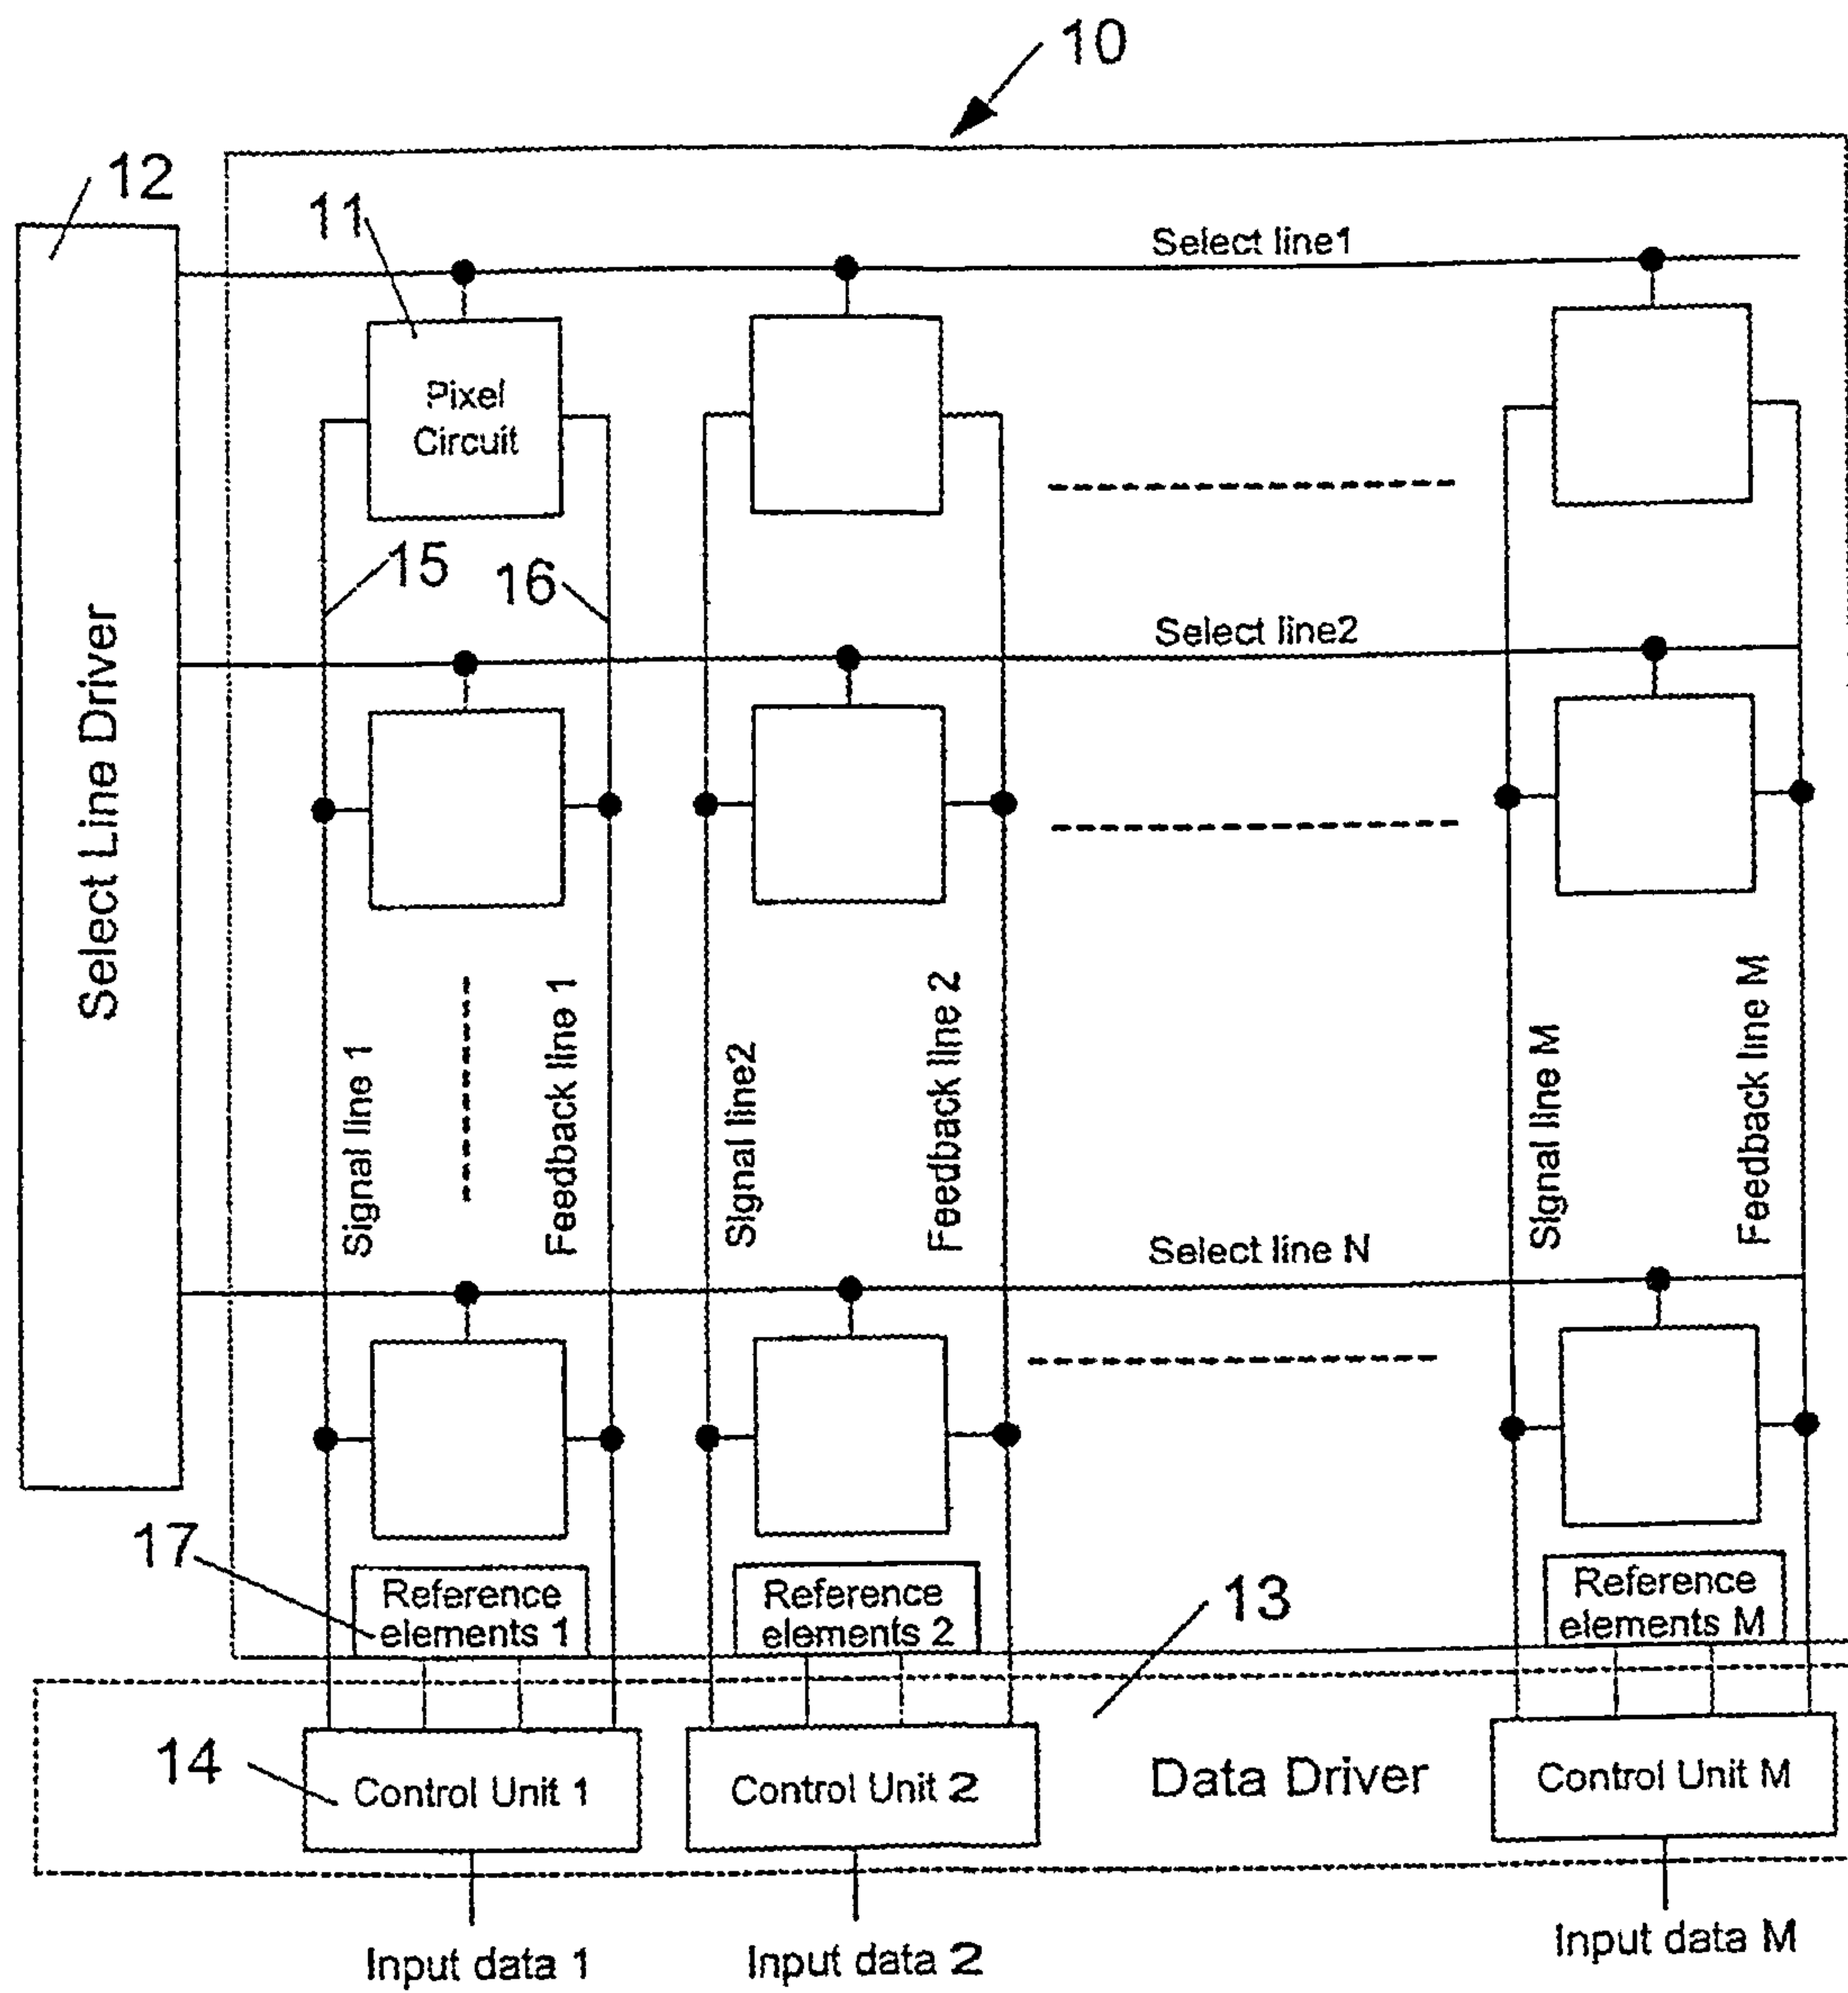 10
12
11
Select line1
Pixel
Circuit
15
16
Select line2
Select Line Driver
Signal line 1
Feedback line 1
Signal line2
Feedback line 2
Signal line M
Feedback line M
Select line N
17
Reference
elements 1
Reference
elements 2
13
Reference
elements M
14
Control Unit 1
Control Unit 2
Data Driver
Control Unit M
Input data 1
Input data 2
Input data M